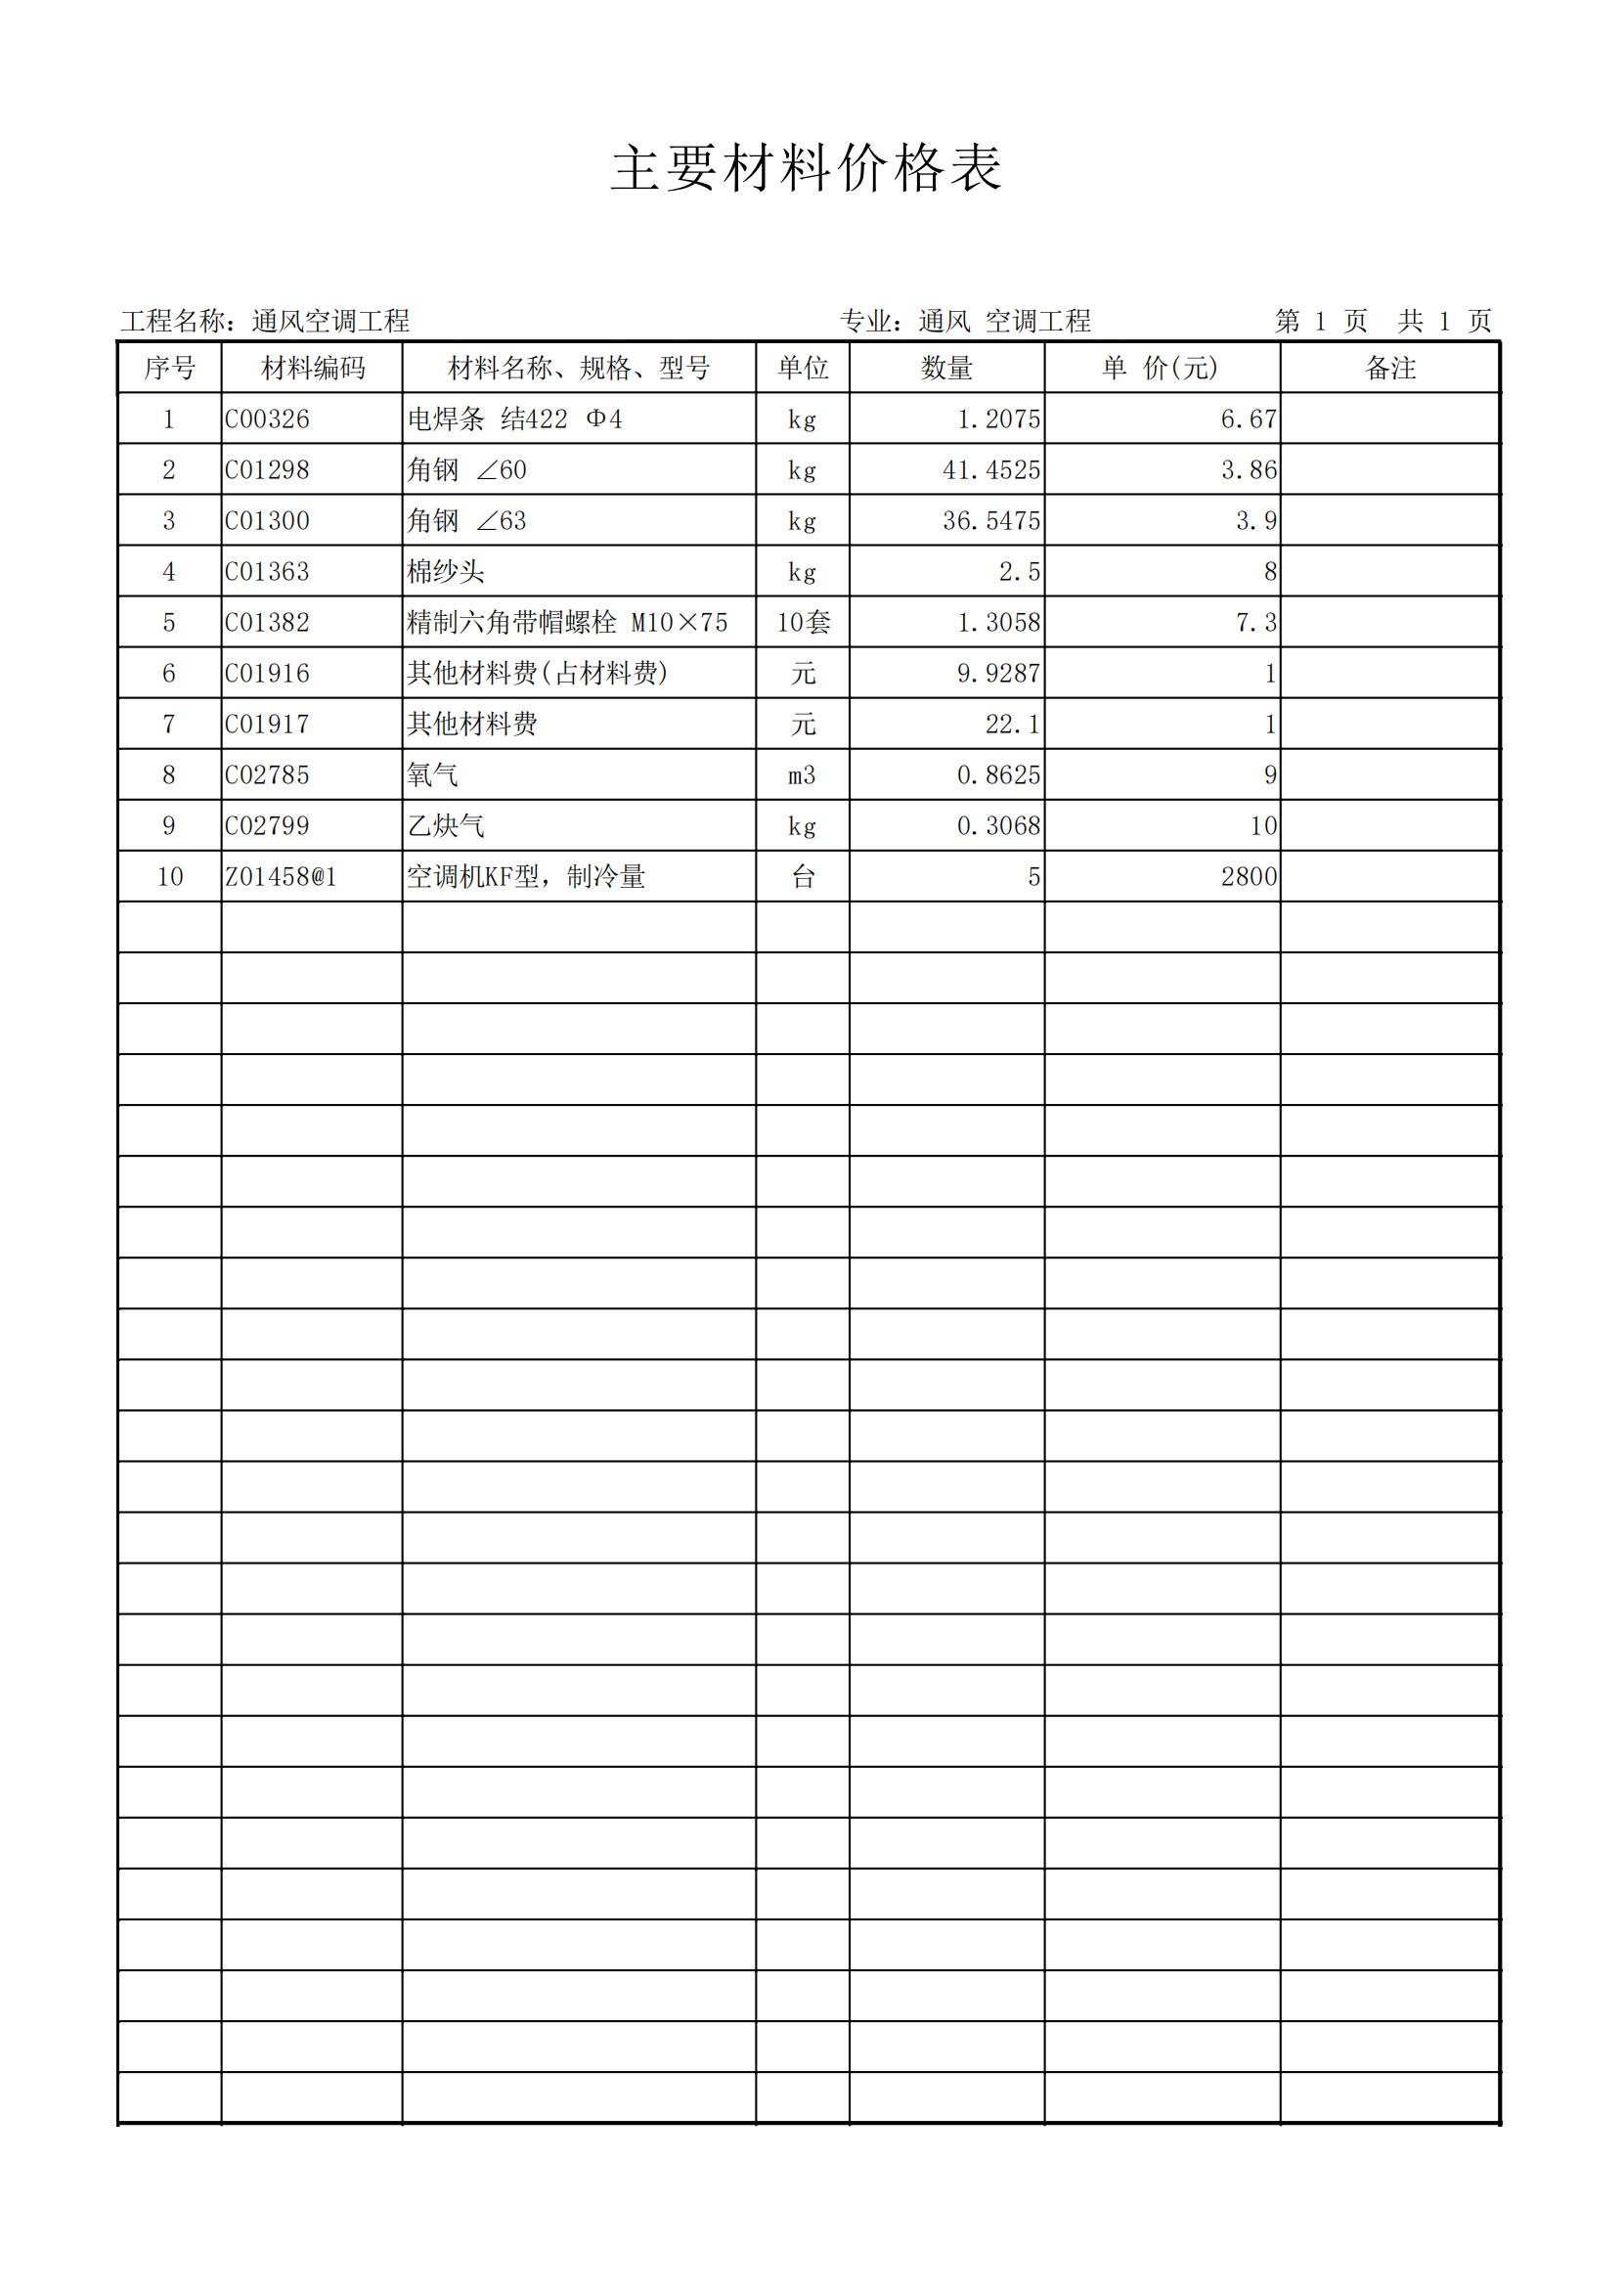 主要材料价格表
工程名称：通风空调工程 专业：通风 空调工程 第 1 页 共 1 页
序号 材料编码 材料名称、规格、型号 单位 数量 单 价(元) 备注
1 C00326 电焊条 结422 Φ4 kg 1.2075 6.67
2 C01298 角钢 ∠60 kg 41.4525 3.86
3 C01300 角钢 ∠63 kg 36.5475 3.9
4 C01363 棉纱头 kg 2.5 8
5 C01382 精制六角带帽螺栓 M10×75 10套 1.3058 7.3
6 C01916 其他材料费(占材料费) 元 9.9287 1
7 C01917 其他材料费 元 22.1 1
8 C02785 氧气 m3 0.8625 9
9 C02799 乙炔气 kg 0.3068 10
10 Z01458@1 空调机KF型，制冷量 台 5 2800